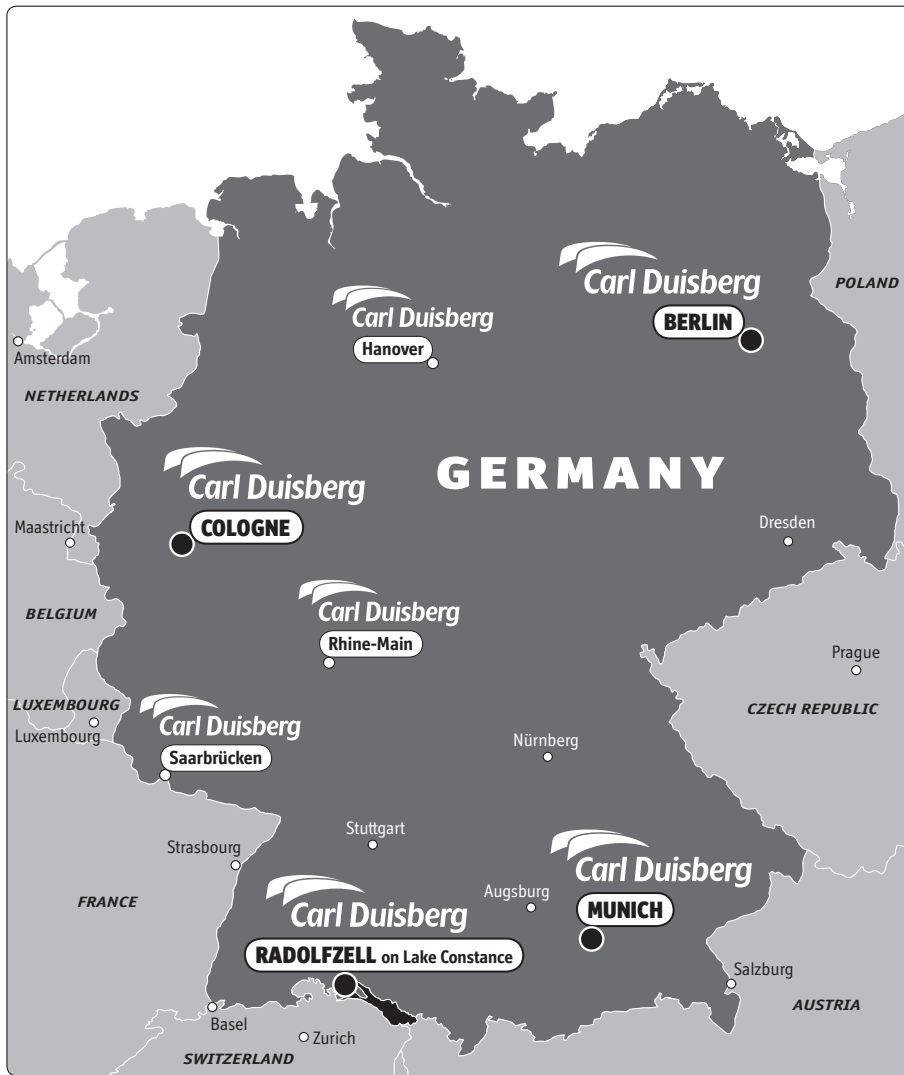 Carl Duisberg
BERLIN
POLAND
Carl Duisberg
Hanover
Amsterdam
NETHERLANDS
GERMANY
Carl Duisberg
COLOGNE
Maastricht
Dresden
BELGIUM
Carl Duisberg
Rhine-Main
Prague
LUXEMBOURG
CZECH REPUBLIC
Luxembourg
Carl Duisberg
Saarbrücken
Nürnberg
Stuttgart
Strasbourg
Carl Duisberg
MUNICH
Augsburg
FRANCE
Carl Duisberg
RADOLFZELL on Lake Constance
Salzburg
AUSTRIA
Basel
Zurich
SWITZERLAND